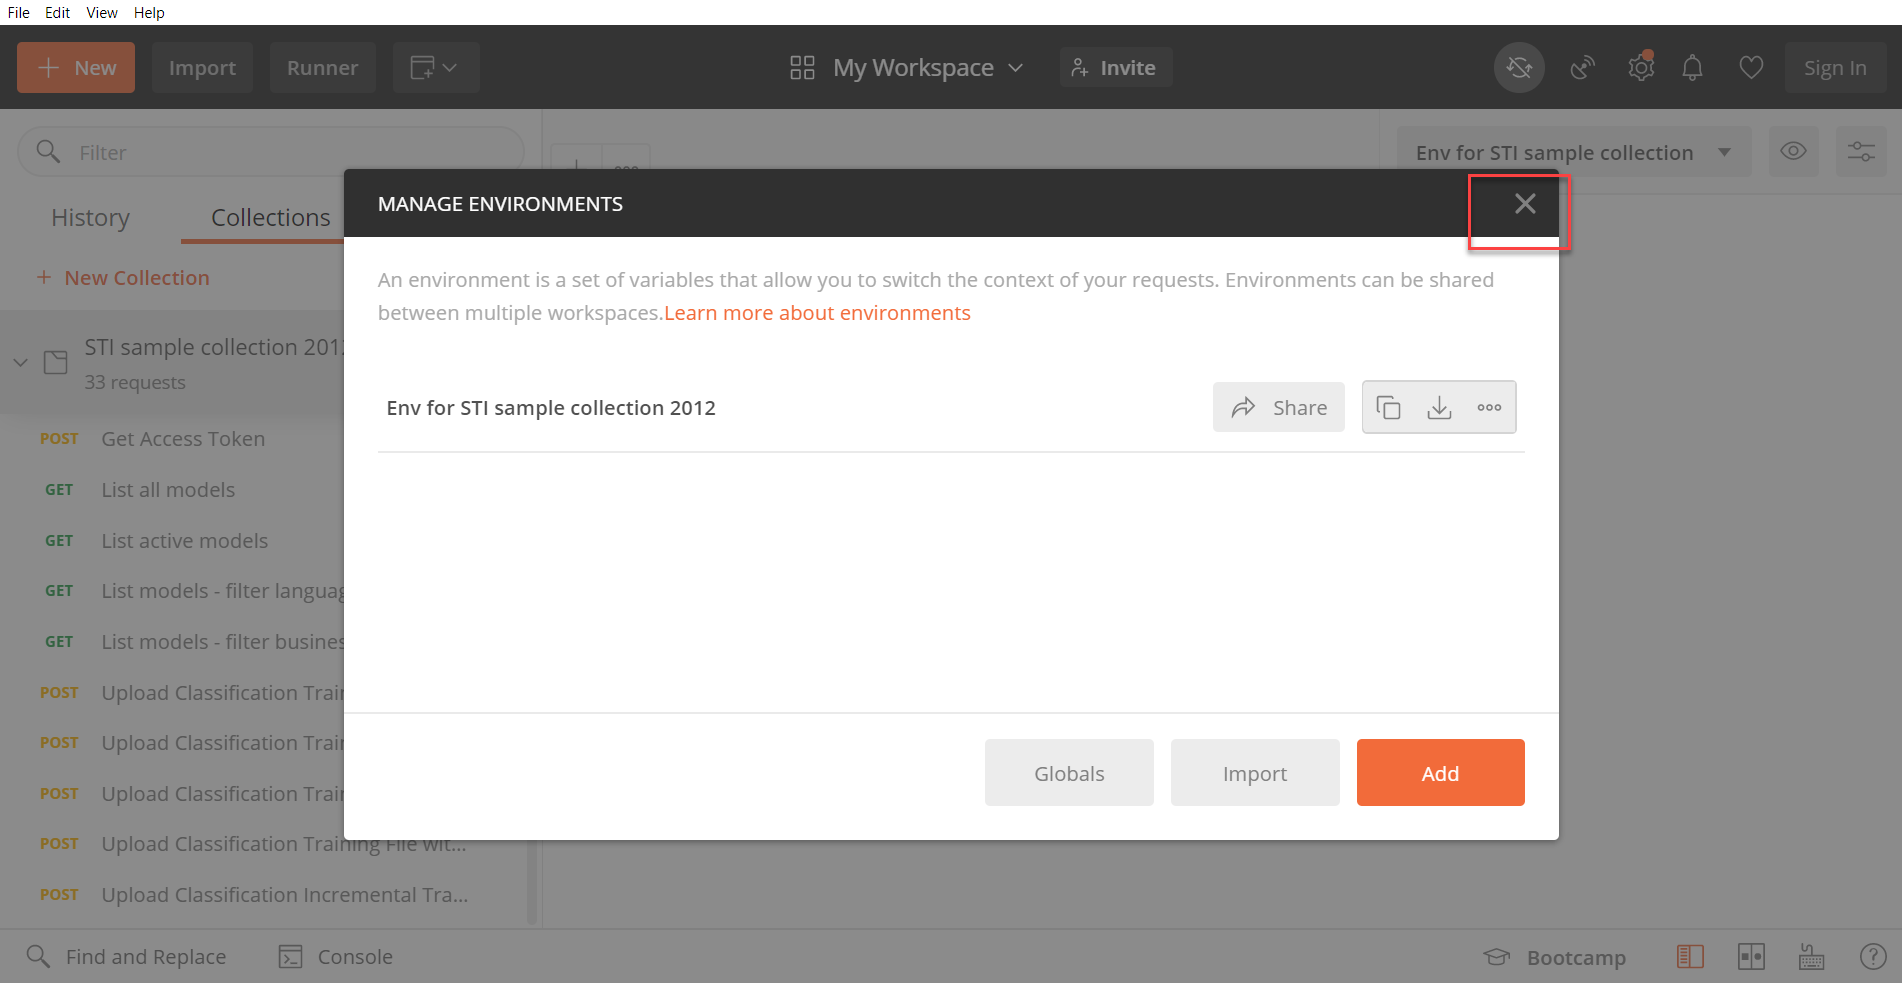 File Edit View Help
New Import Runner My Workspace Invite Sign In
Filter
Env for STI sample collection
MANAGE ENVIRONMENTS
History Collections
New Collection
An environment is a set of variables that allow you to switch the context of your requests. Environments can be shared
between multiple workspaces.Learn more about environments
STI sample collection 2012
33 requests
Env for STI sample collection 2012 Share
POST Get Access Token
GET List all models
GET List active models
GET List models - filter languag
GET List models - filter busines
POST Upload Classification Train
POST Upload Classification Train
POST Upload Classification Train
POST Upload Classification Training File wit...
POST Upload Classification Incremental Tra...
Globals Import Add
Find and Replace Console Bootcamp